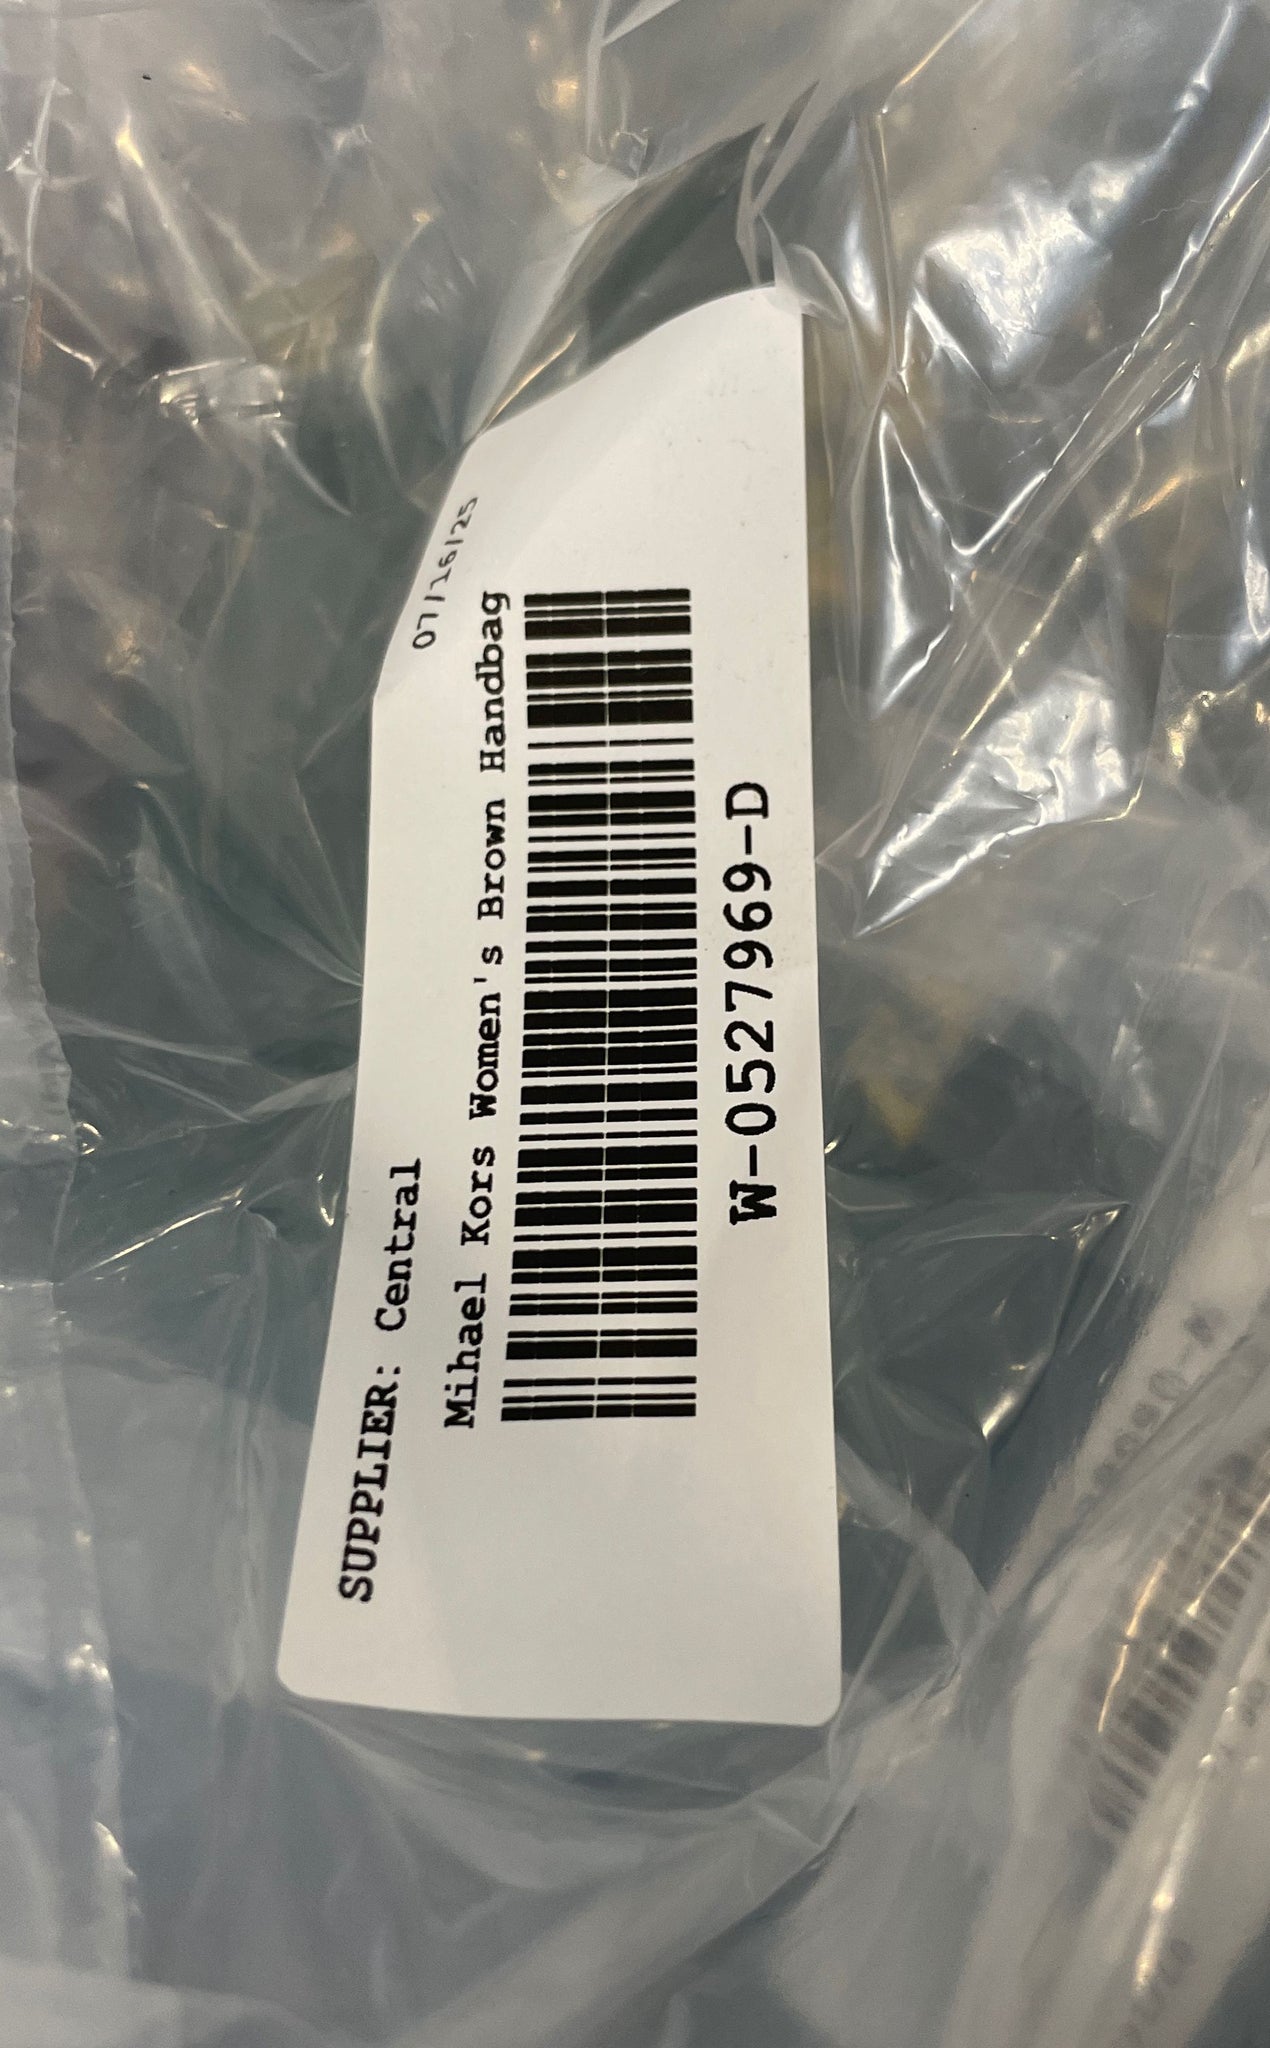 07/16/25
SUPPLIER: Central
Mihael Kors Women's Brown Handbag
W-0527969-D